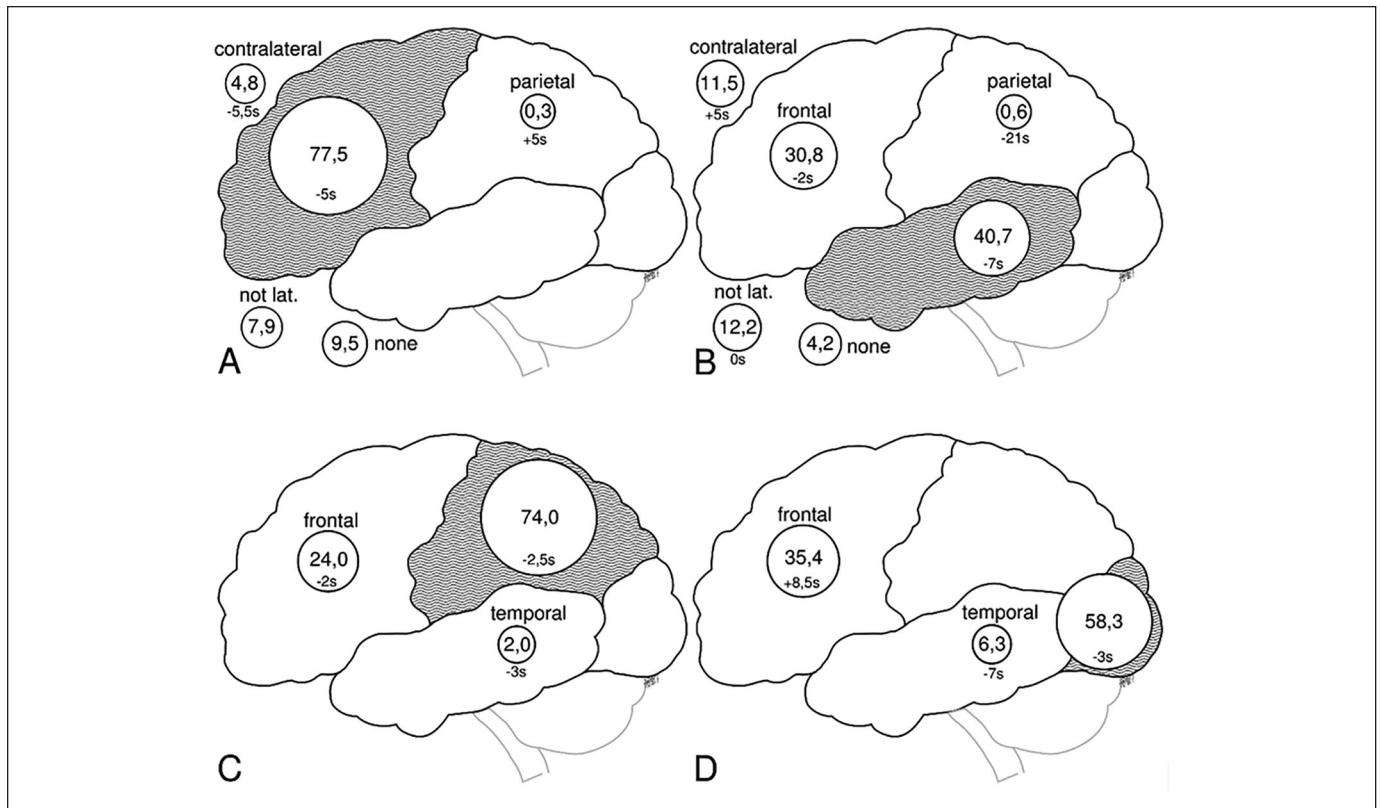 contralateral
4,8
-5,5s
77,5
-5s
parietal
0,3
+5s
not lat.
7,9
9,5 none
A
contralateral
11,5
+5s
frontal
30,8
-2s
parietal
0,6
-21s
40,7
-7s
not lat.
12,2
0s
4,2 none
B
frontal
24,0
-2s
74,0
-2,5s
temporal
2,0
-3s
C
frontal
35,4
+8,5s
temporal
6,3
-7s
58,3
-3s
D